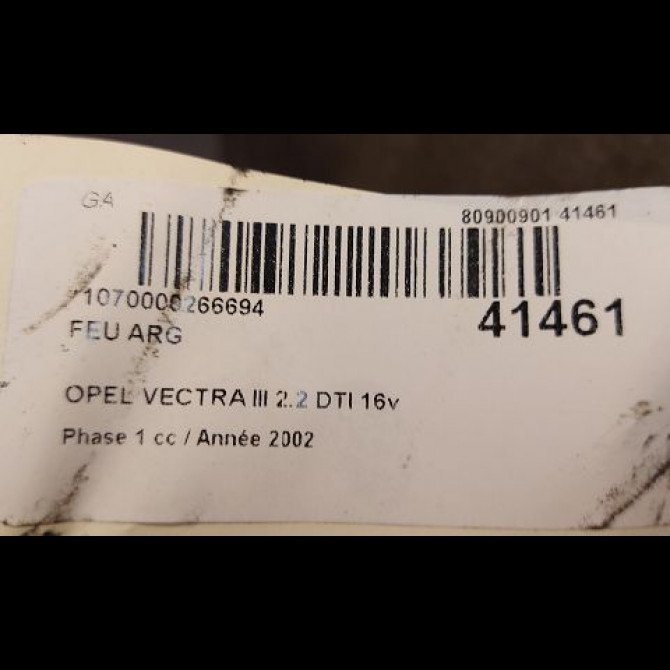 GA
80900901 41461
1070000266694
41461
FEU ARG
OPEL VECTRA III 2.2 DTI 16v
Phase 1 cc / Année 2002